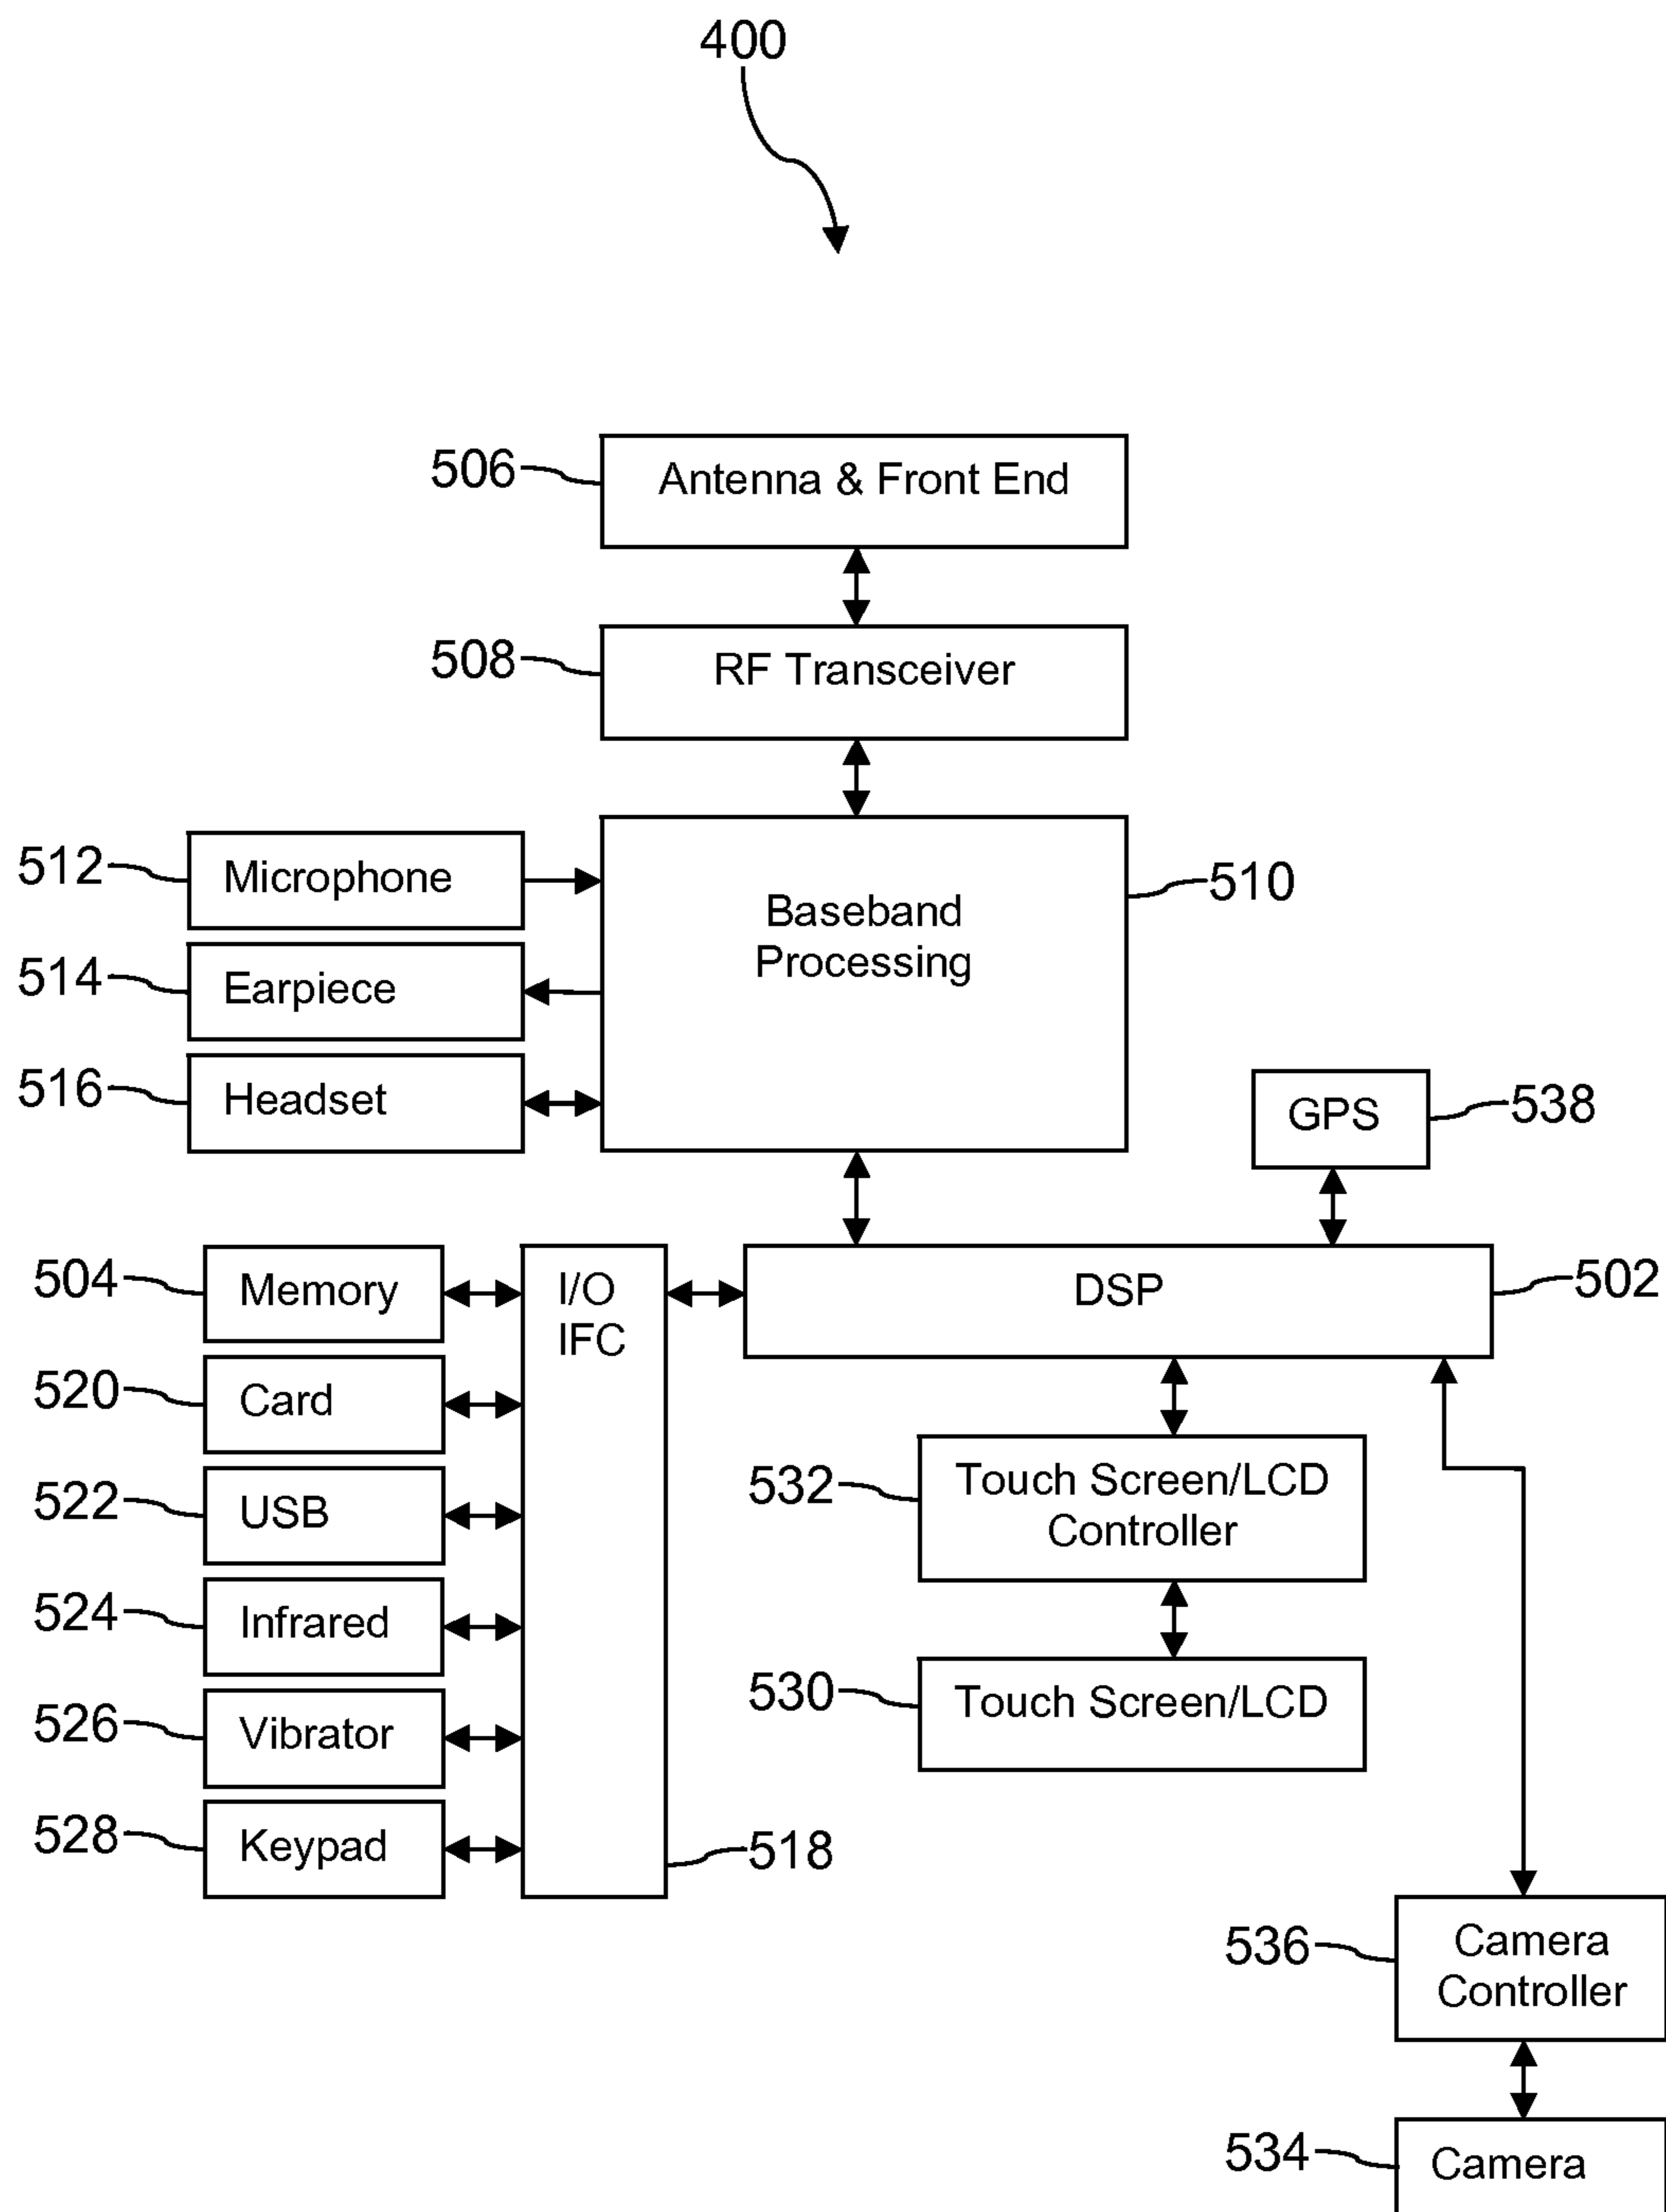 400
506
Antenna & Front End
508
RF Transceiver
512
Microphone
Baseband
Processing
510
514
Earpiece
516
Headset
GPS
538
504
Memory
I/O
IFC
DSP
502
520
Card
522
USB
532
Touch Screen/LCD
Controller
524
Infrared
530
Touch Screen/LCD
526
Vibrator
528
Keypad
518
536
Camera
Controller
534
Camera